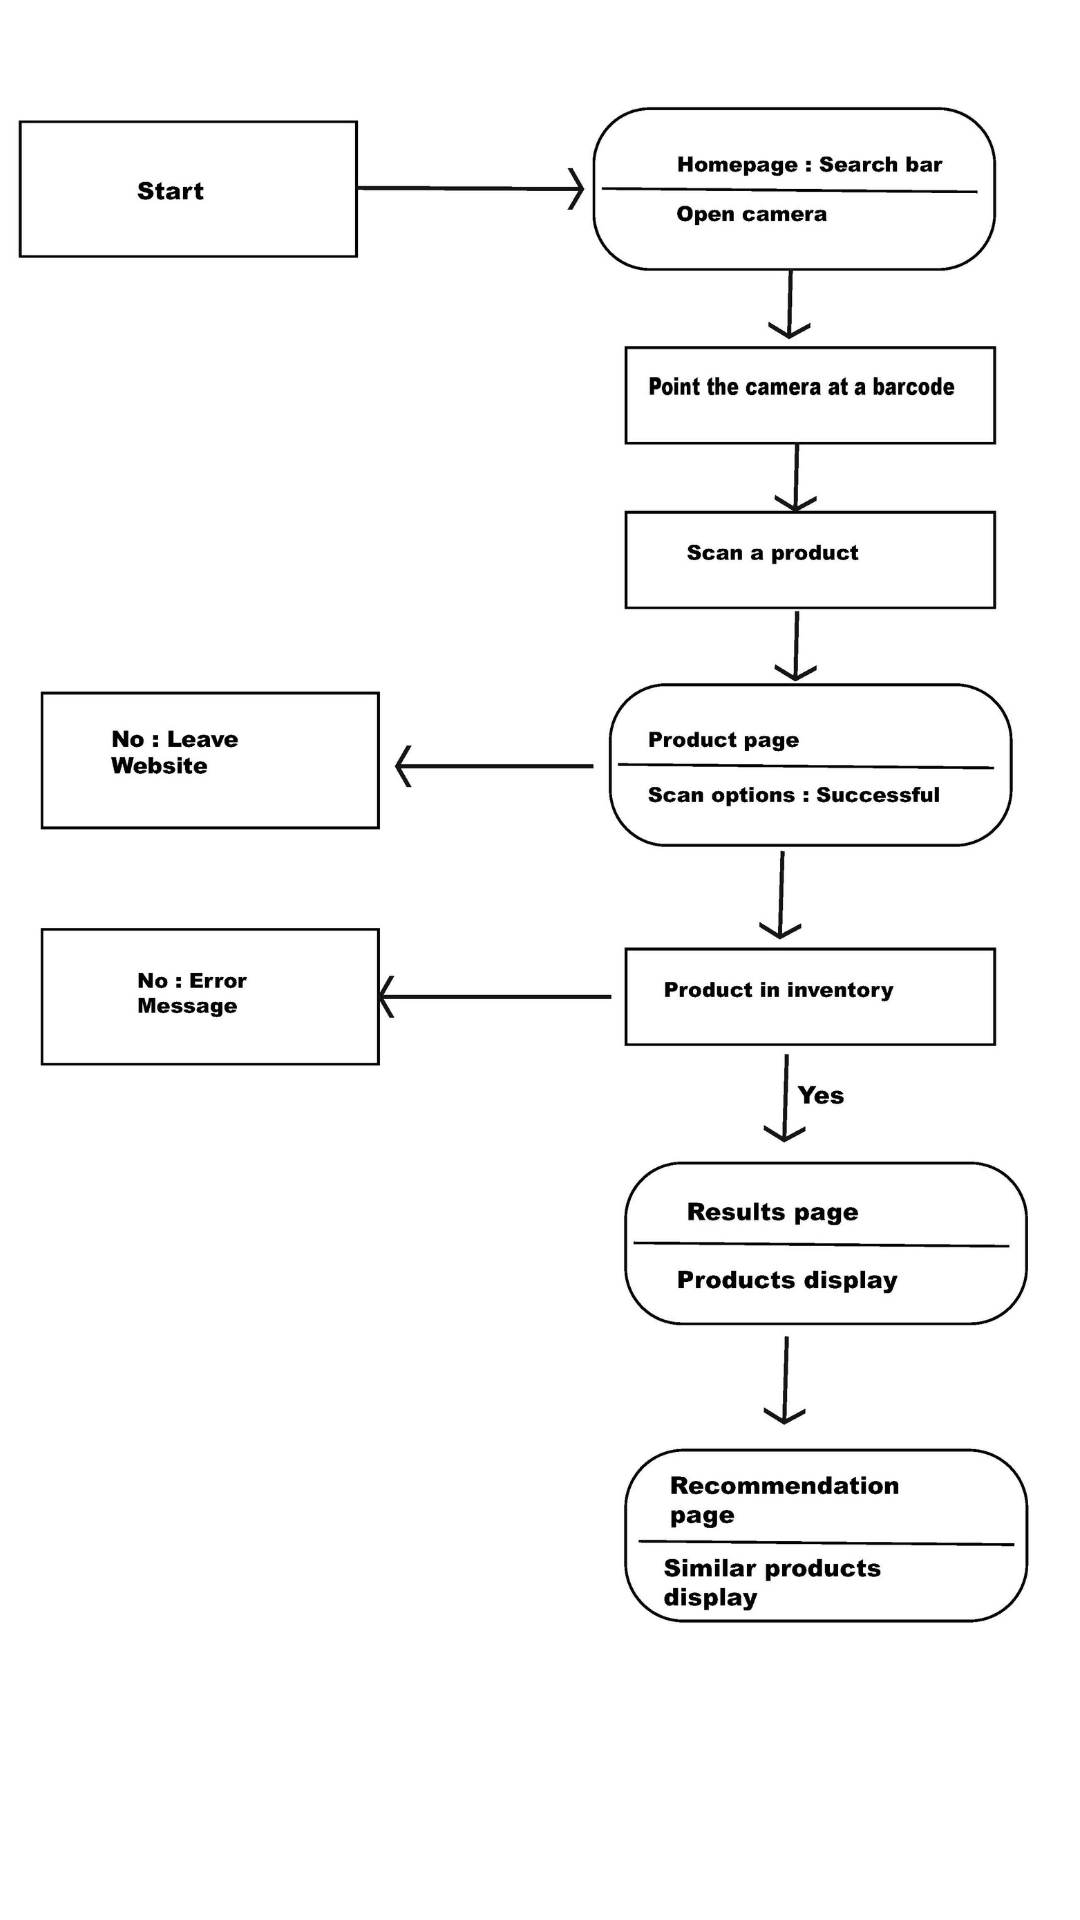 Start
Homepage : Search bar
Open camera
Point the camera at a barcode
Scan a product
No : Leave
Website
Product page
Scan options : Successful
No : Error
Message
Product in inventory
Yes
Results page
Products display
Recommendation
page
Similar products
display